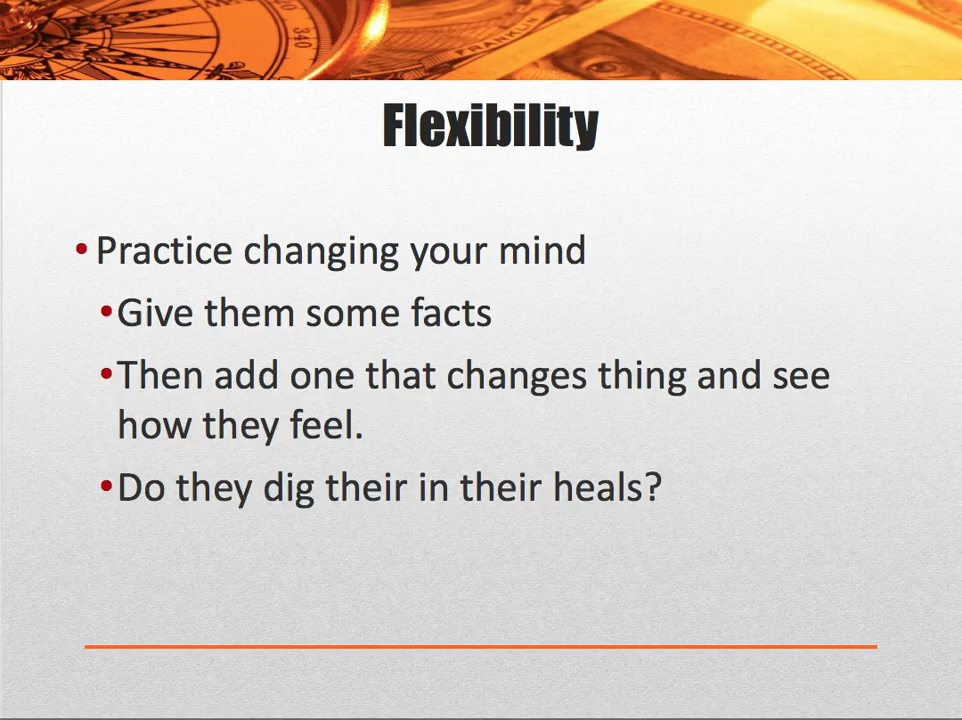 FRANKLIN
Flexibility
• Practice changing your mind
• Give them some facts
• Then add one that changes thing and see
how they feel.
• Do they dig their in their heals?